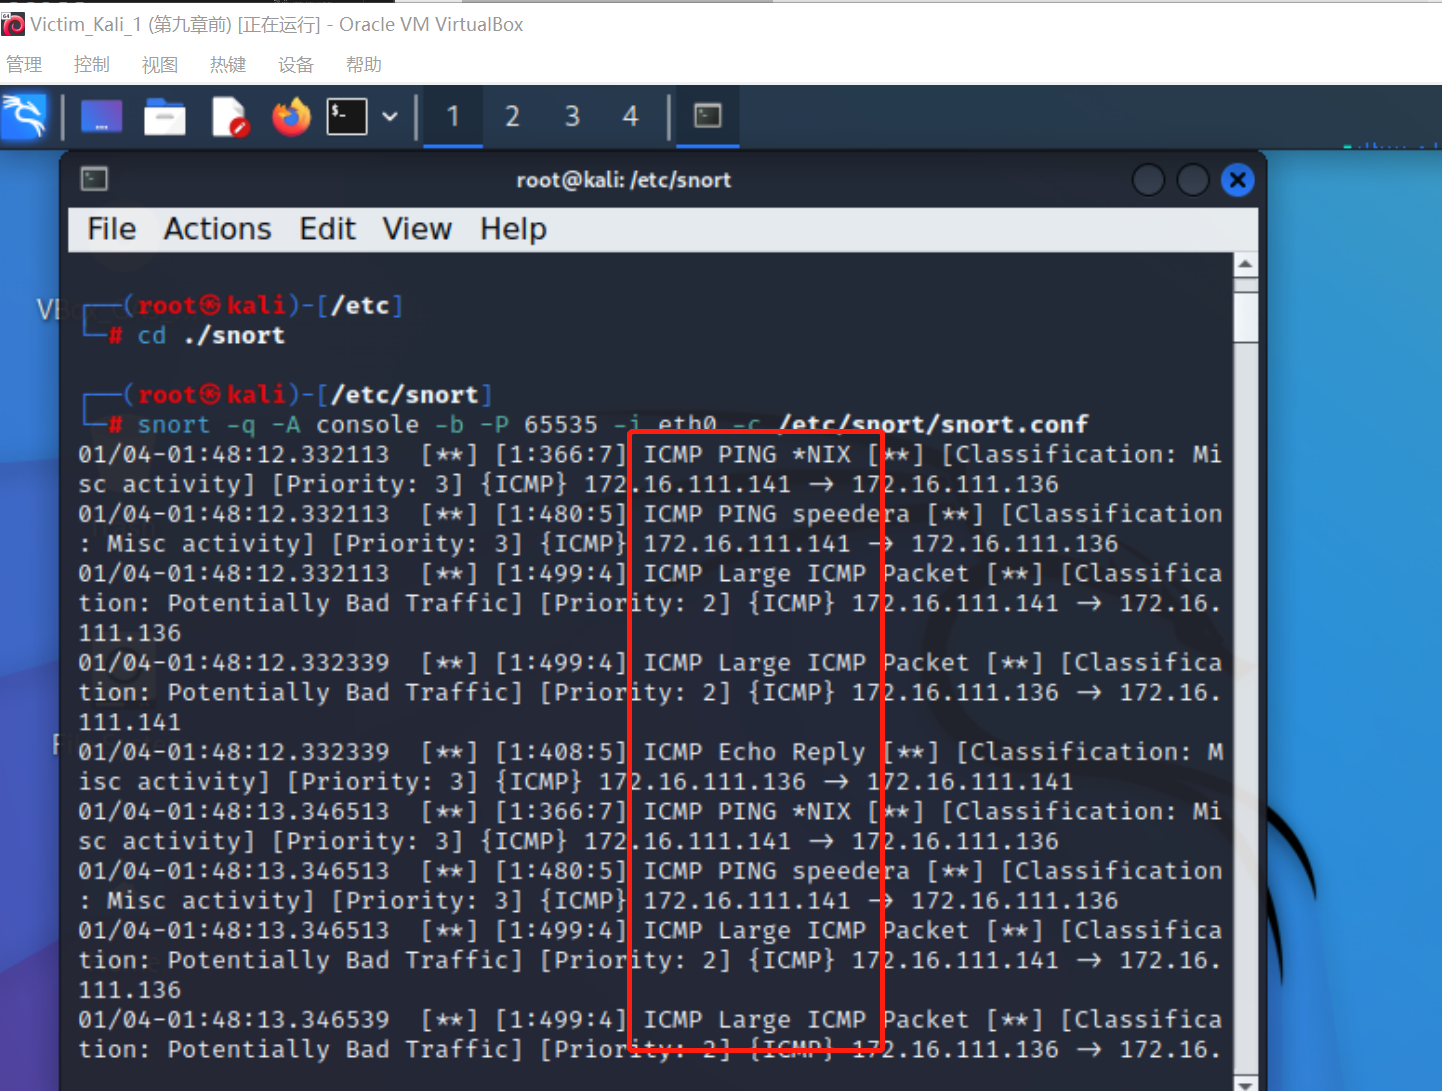 Victim_Kali_1 (第九章前) [正在运行] - Oracle VM VirtualBox
管理 控制 视图 热键 设备 帮助
1 2 3 4
root@kali: /etc/snort
File Actions Edit View Help
(root㉿kali)-[/etc]
# cd ./snort
(root㉿kali)-[/etc/snort]
# snort -q -A console -b -P 65535 -i eth0 -c /etc/snort/snort.conf
01/04-01:48:12.332113 [**] [1:366:7] ICMP PING *NIX [**] [Classification: Mi
sc activity] [Priority: 3] {ICMP} 172.16.111.141 → 172.16.111.136
01/04-01:48:12.332113 [**] [1:480:5] ICMP PING speedera [**] [Classification
: Misc activity] [Priority: 3] {ICMP} 172.16.111.141 → 172.16.111.136
01/04-01:48:12.332113 [**] [1:499:4] ICMP Large ICMP Packet [**] [Classifica
tion: Potentially Bad Traffic] [Priority: 2] {ICMP} 172.16.111.141 → 172.16.
111.136
01/04-01:48:12.332339 [**] [1:499:4] ICMP Large ICMP Packet [**] [Classifica
tion: Potentially Bad Traffic] [Priority: 2] {ICMP} 172.16.111.136 → 172.16.
111.141
01/04-01:48:12.332339 [**] [1:408:5] ICMP Echo Reply [**] [Classification: M
isc activity] [Priority: 3] {ICMP} 172.16.111.136 → 172.16.111.141
01/04-01:48:13.346513 [**] [1:366:7] ICMP PING *NIX [**] [Classification: Mi
sc activity] [Priority: 3] {ICMP} 172.16.111.141 → 172.16.111.136
01/04-01:48:13.346513 [**] [1:480:5] ICMP PING speedera [**] [Classification
: Misc activity] [Priority: 3] {ICMP} 172.16.111.141 → 172.16.111.136
01/04-01:48:13.346513 [**] [1:499:4] ICMP Large ICMP Packet [**] [Classifica
tion: Potentially Bad Traffic] [Priority: 2] {ICMP} 172.16.111.141 → 172.16.
111.136
01/04-01:48:13.346539 [**] [1:499:4] ICMP Large ICMP Packet [**] [Classifica
tion: Potentially Bad Traffic] [Priority: 2] {ICMP} 172.16.111.136 → 172.16.